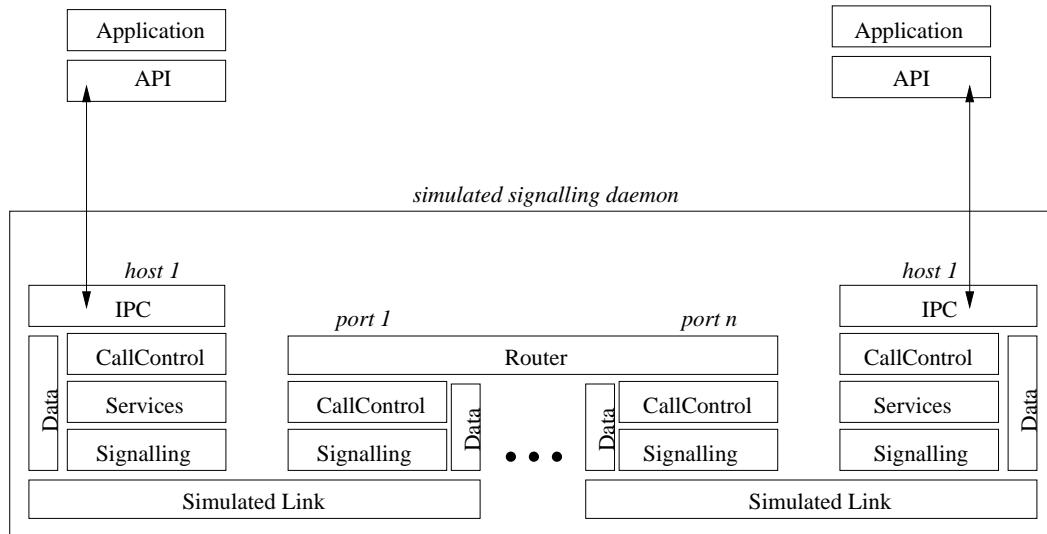 Application
Application
API
API
simulated signalling daemon
host 1
host 1
IPC
IPC
port 1
port n
CallControl
Router
CallControl
Data
Services
CallControl
Data
Data
CallControl
Services
Data
Signalling
Signalling
Signalling
Signalling
Simulated Link
Simulated Link